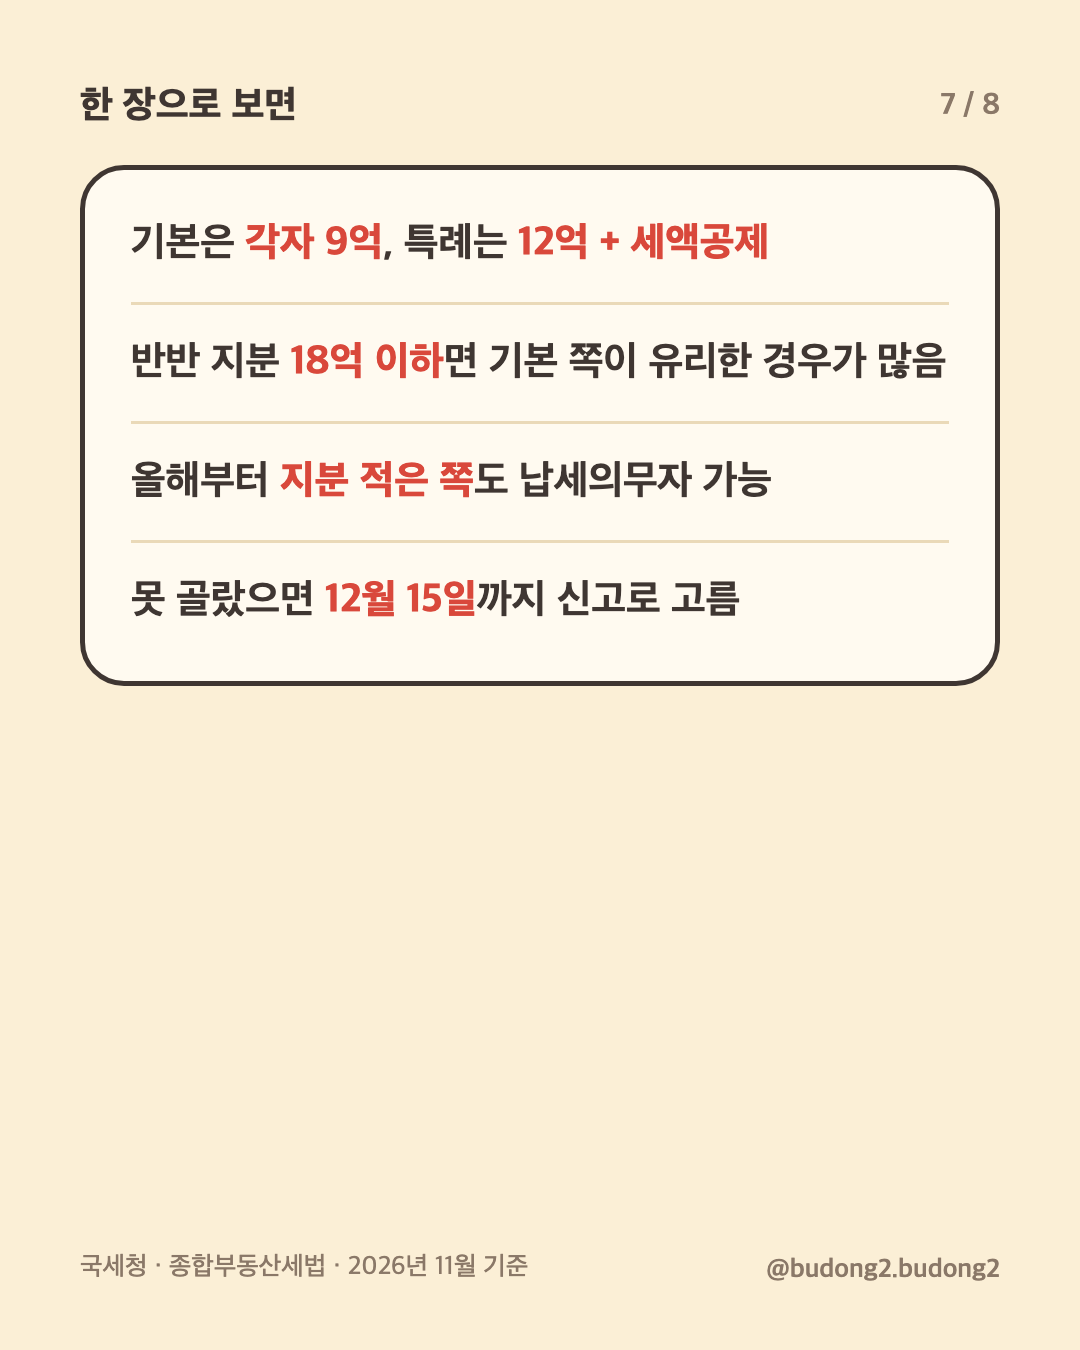 한 장으로 보면
7 / 8
기본은 각자 9억, 특례는 12억 + 세액공제
반반 지분 18억 이하면 기본 쪽이 유리한 경우가 많음
올해부터 지분 적은 쪽도 납세의무자 가능
못 골랐으면 12월 15일까지 신고로 고름
국세청 · 종합부동산세법 · 2026년 11월 기준
@budong2.budong2